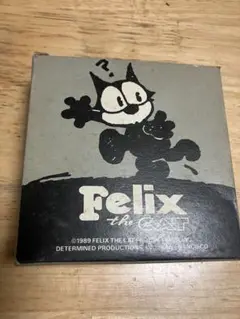 ?
Felix
the CAT
©1989 FELIX THE CAT
DETERMINED PRODUCTIONS,